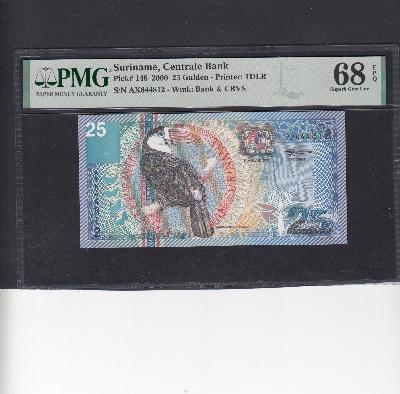 PMG
PAPER MONEY GUARANTY
Suriname, Centrale Bank
Pick# 148 2000 25 Gulden - Printer: TDLR
S/N AX644812 - Wmk: Bank & CBVS
68 EPQ
Superb Gem Unc
25